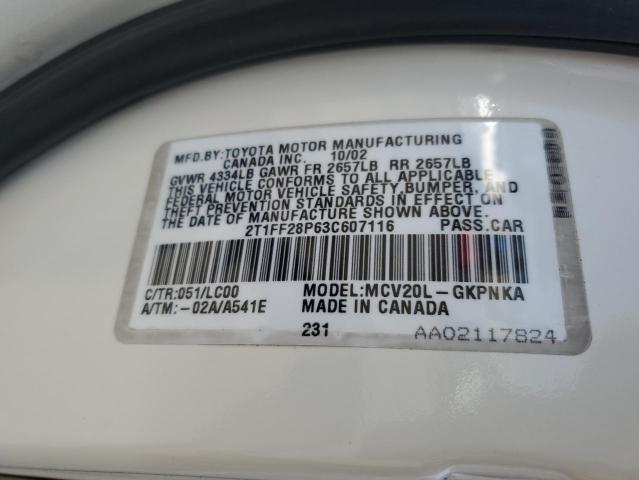 MFD.BY:TOYOTA MOTOR MANUFACTURING
CANADA INC. 10/02
GVWR 4334LB GAWR FR 2657LB RR 2657LB
THIS VEHICLE CONFORMS TO ALL APPLICABLE
FEDERAL MOTOR VEHICLE SAFETY,BUMPER, AND
THEFT PREVENTION STANDARDS IN EFFECT ON
THE DATE OF MANUFACTURE SHOWN ABOVE.
2T1FF28P63C607116 PASS.CAR
C/TR:051/LC00 MODEL:MCV20L-GKPNKA
A/TM:-02A/A541E MADE IN CANADA
231 AA02117824